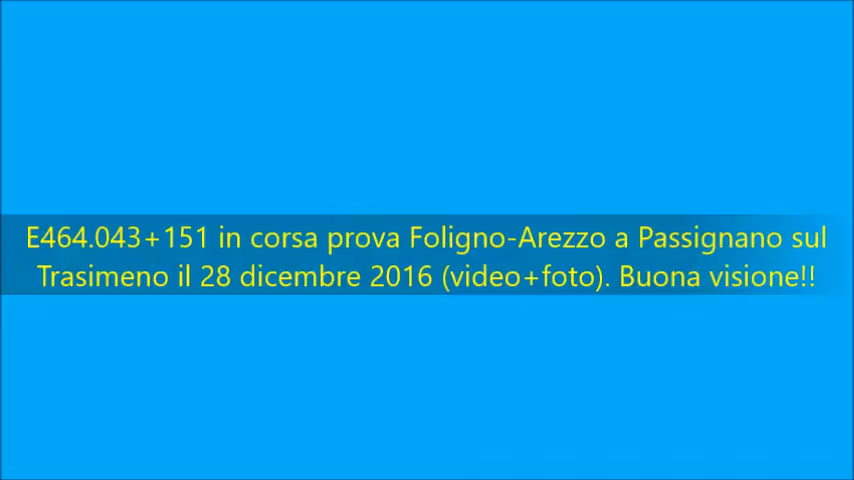 E464.043+151 in corsa prova Foligno-Arezzo a Passignano sul
Trasimeno il 28 dicembre 2016 (video+foto). Buona visione!!